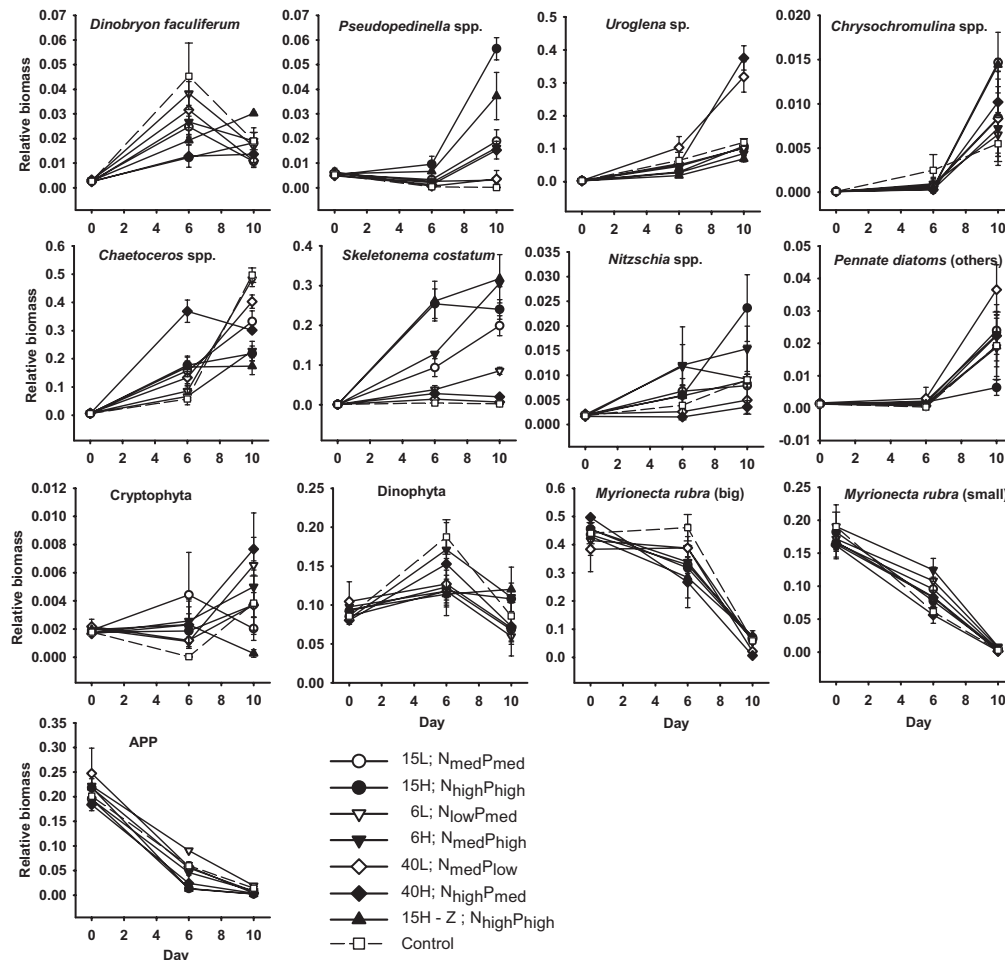 Dinobryon faculiferum
Pseudopedinella spp.
Uroglena sp.
Chrysochromulina spp.
Relative biomass
0.07
0.06
0.05
0.04
0.03
0.02
0.01
0.00
0 2 4 6 8 10
0.07
0.06
0.05
0.04
0.03
0.02
0.01
0.00
0 2 4 6 8 10
0.5
0.4
0.3
0.2
0.1
0.0
0 2 4 6 8 10
0.020
0.015
0.010
0.005
0.000
0 2 4 6 8 10
Chaetoceros spp.
Skeletonema costatum
Nitzschia spp.
Pennate diatoms (others)
Relative biomass
0.6
0.5
0.4
0.3
0.2
0.1
0.0
0 2 4 6 8 10
0.4
0.3
0.2
0.1
0.0
0 2 4 6 8 10
0.035
0.030
0.025
0.020
0.015
0.010
0.005
0.000
0 2 4 6 8 10
0.05
0.04
0.03
0.02
0.01
0.00
-0.01
0 2 4 6 8 10
Cryptophyta
Dinophyta
Myrionecta rubra (big)
Myrionecta rubra (small)
Relative biomass
0.012
0.010
0.008
0.006
0.004
0.002
0.000
0 2 4 6 8 10
0.25
0.20
0.15
0.10
0.05
0.00
0 2 4 6 8 10
Day
0.6
0.5
0.4
0.3
0.2
0.1
0.0
0 2 4 6 8 10
Day
0.25
0.20
0.15
0.10
0.05
0.00
0 2 4 6 8 10
Day
APP
Relative biomass
0.35
0.30
0.25
0.20
0.15
0.10
0.05
0.00
0 2 4 6 8 10
Day
15L; NmedPmed
15H; NhighPhigh
6L; NlowPmed
6H; NmedPhigh
40L; NmedPlow
40H; NhighPmed
15H - Z ; NhighPhigh
Control